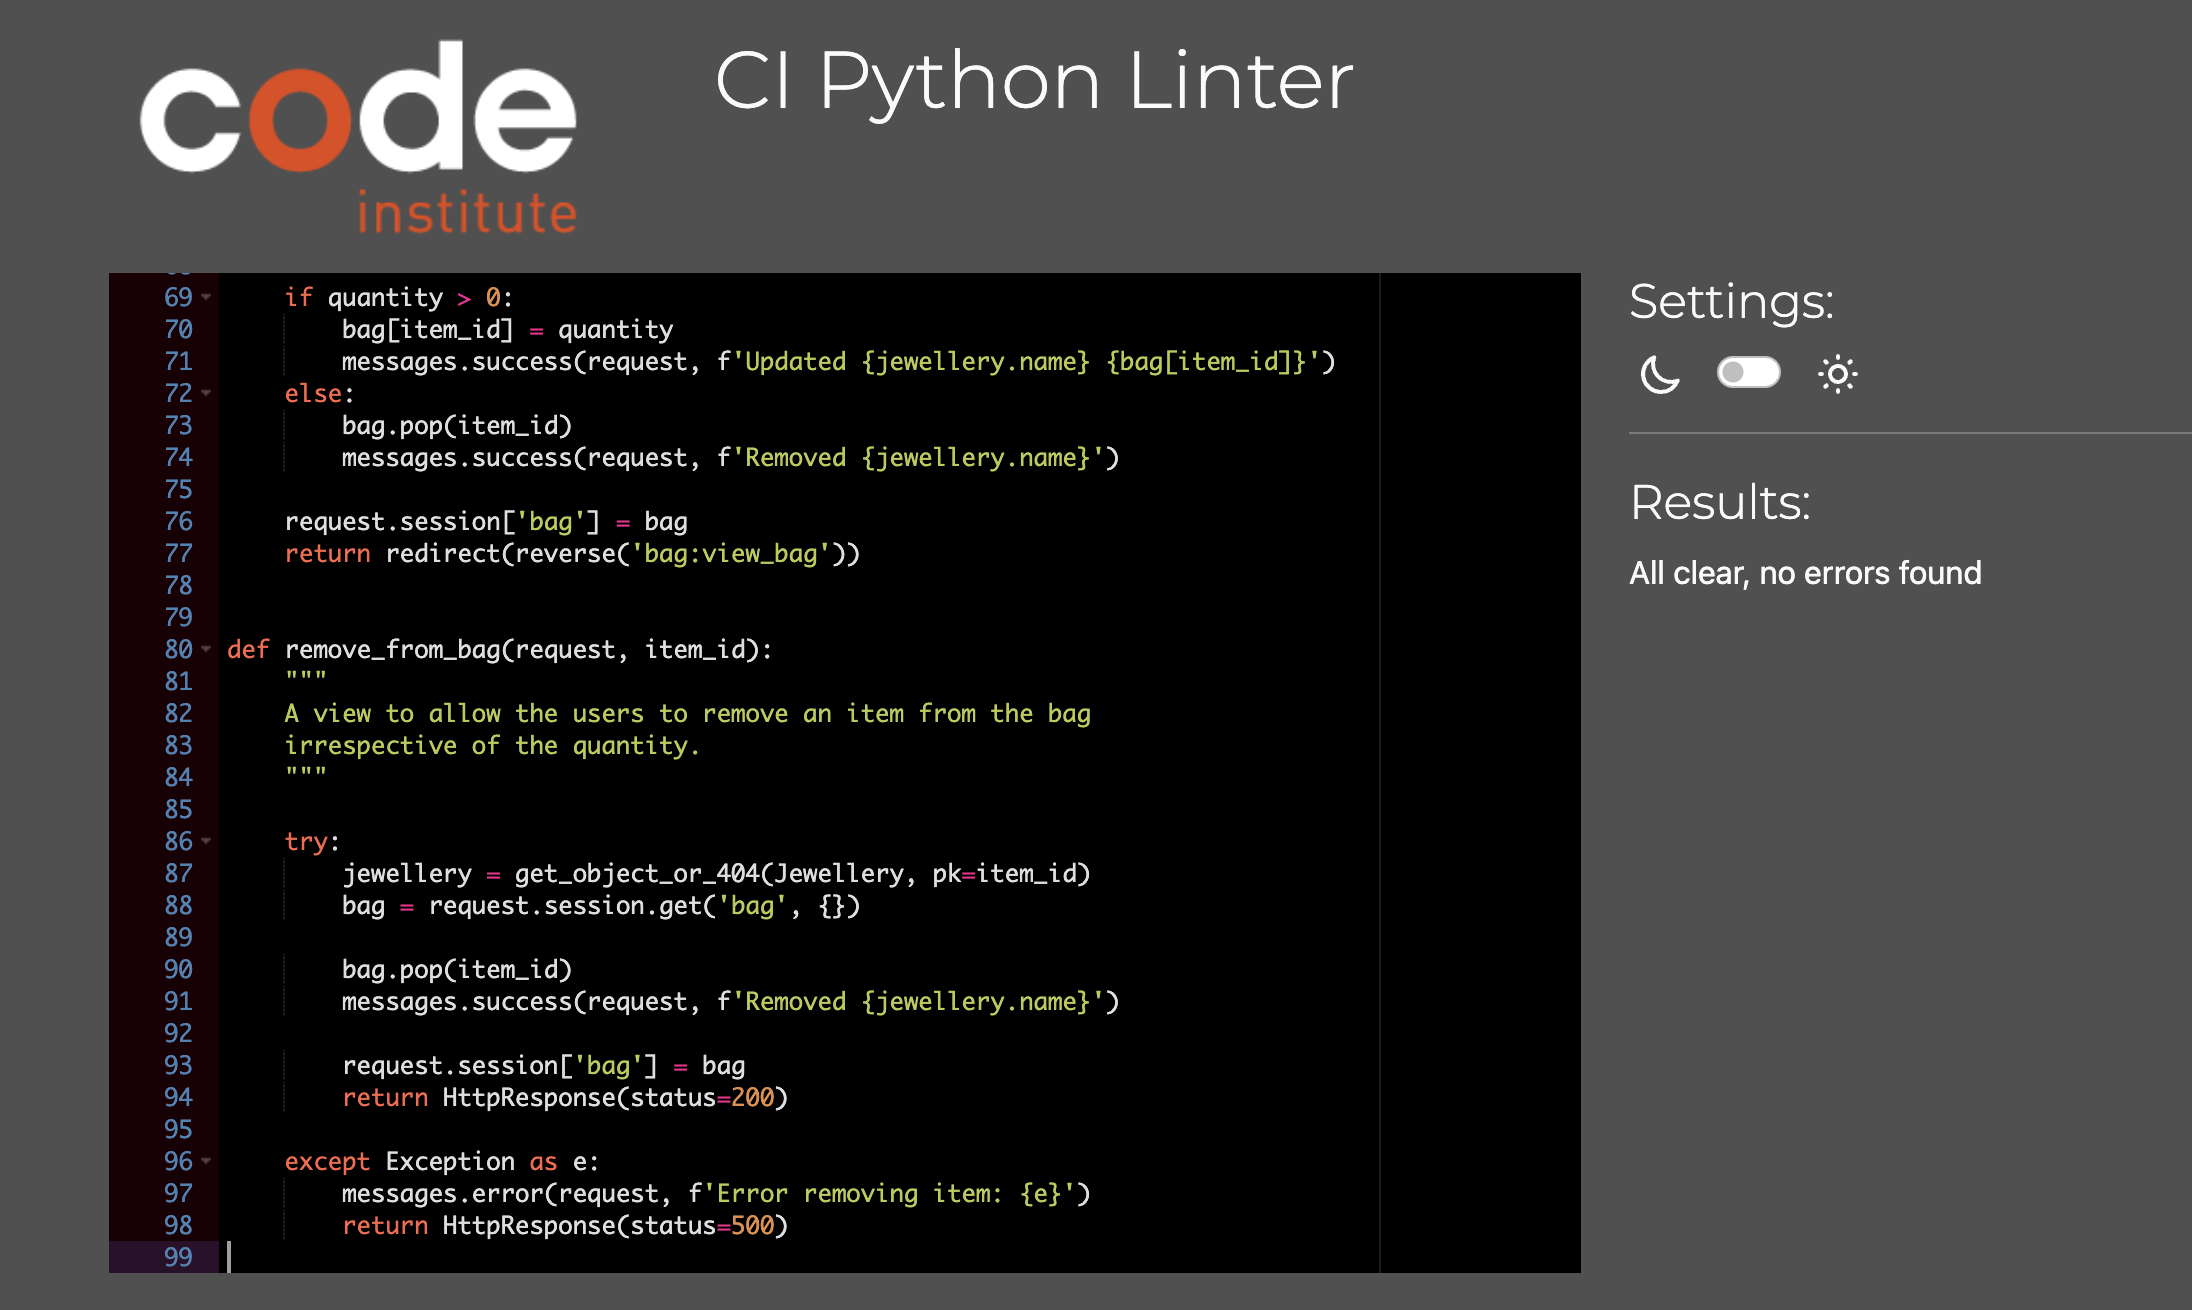 code
institute
CI Python Linter
69 if quantity > 0:
70 bag[item_id] = quantity
71 messages.success(request, f'Updated {jewellery.name} {bag[item_id]}')
72 else:
73 bag.pop(item_id)
74 messages.success(request, f'Removed {jewellery.name}')
75
76 request.session['bag'] = bag
77 return redirect(reverse('bag:view_bag'))
78
79
80 def remove_from_bag(request, item_id):
81 """
82 A view to allow the users to remove an item from the bag
83 irrespective of the quantity.
84 """
85
86 try:
87 jewellery = get_object_or_404(Jewellery, pk=item_id)
88 bag = request.session.get('bag', {})
89
90 bag.pop(item_id)
91 messages.success(request, f'Removed {jewellery.name}')
92
93 request.session['bag'] = bag
94 return HttpResponse(status=200)
95
96 except Exception as e:
97 messages.error(request, f'Error removing item: {e}')
98 return HttpResponse(status=500)
99
Settings:
Results:
All clear, no errors found